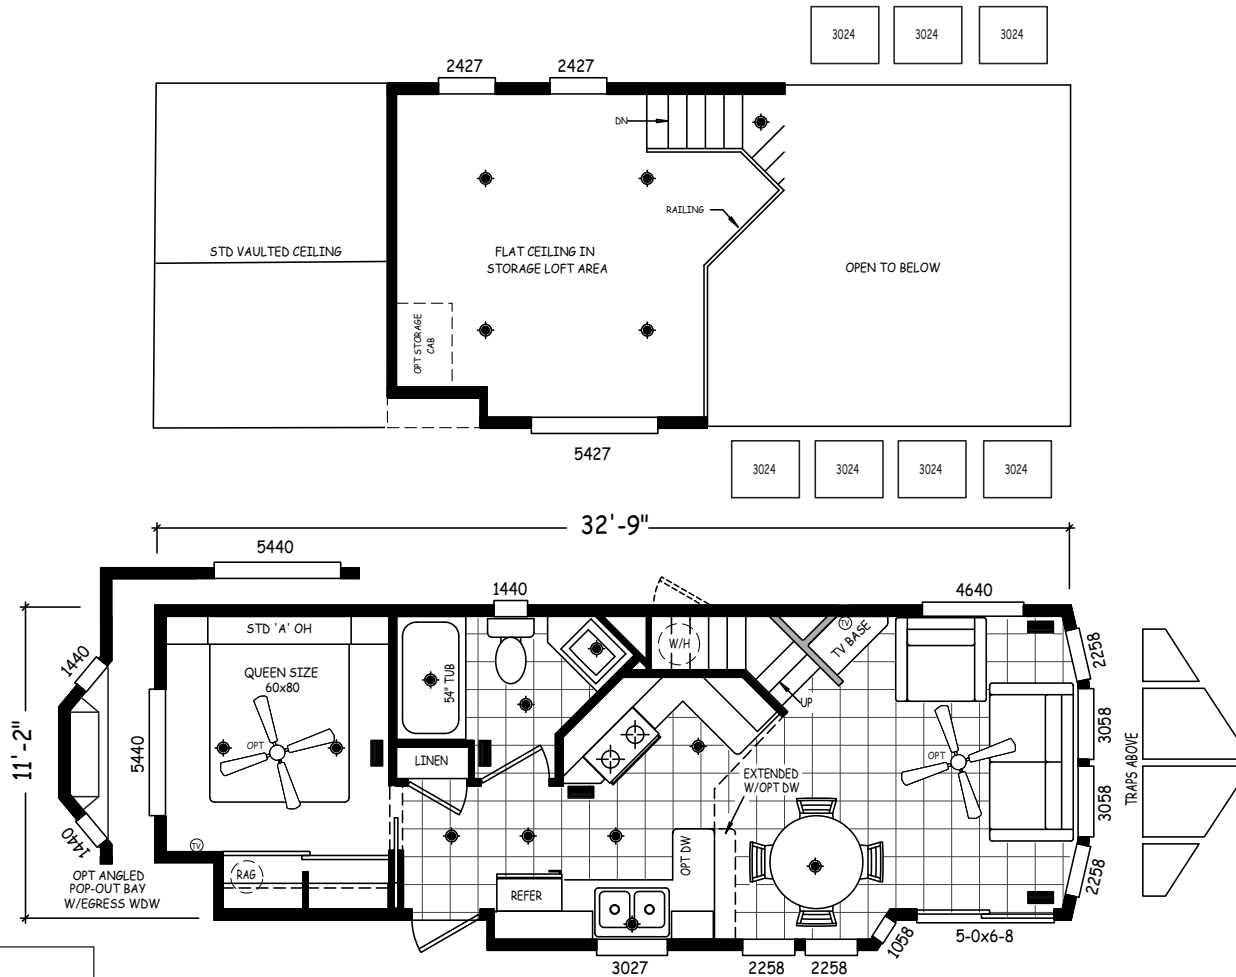 3024
3024
3024
2427
2427
DN
RAILING
STD VAULTED CEILING
FLAT CEILING IN
STORAGE LOFT AREA
OPEN TO BELOW
OPT STORAGE
CAB
5427
3024
3024
3024
3024
32'-9"
5440
1440
4640
STD 'A' OH
W/H
TV
TV BASE
2258
1440
QUEEN SIZE
60x80
54" TUB
UP
3058
11'-2"
5440
OPT
OPT
LINEN
EXTENDED
W/OPT DW
TRAPS ABOVE
3058
1440
TV
RAG
OPT DW
2258
OPT ANGLED
POP-OUT BAY
W/EGRESS WDW
REFER
1058
5-0x6-8
3027
2258
2258